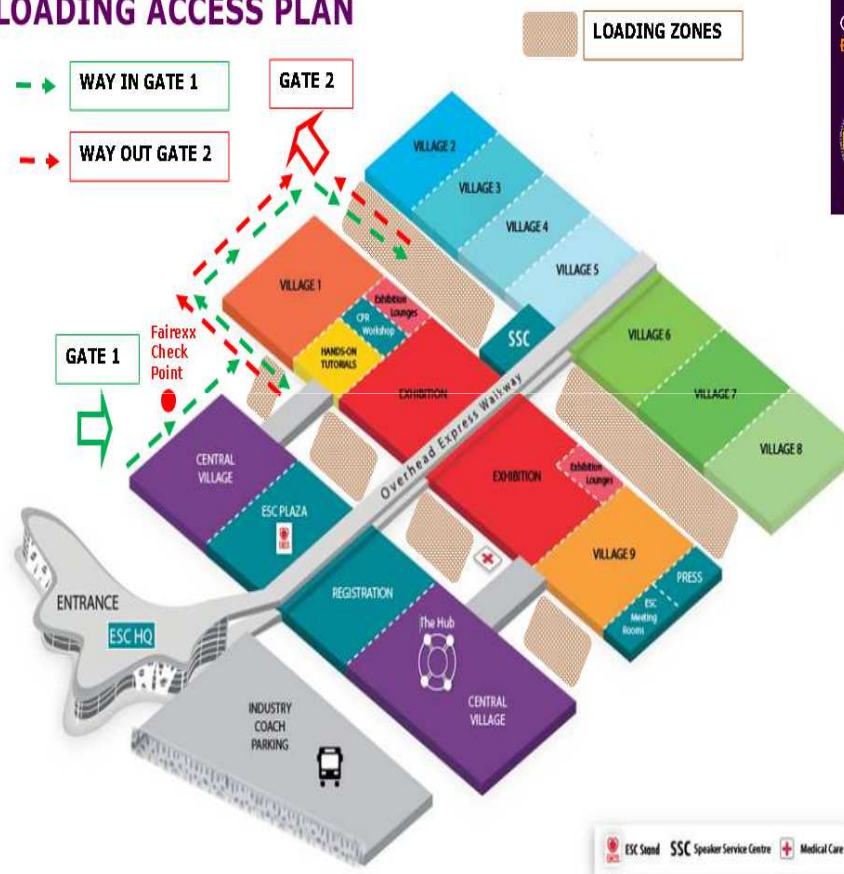 LOADING ACCESS PLAN
LOADING ZONES
WAY IN GATE 1
GATE 2
WAY OUT GATE 2
VILLAGE 2
VILLAGE 3
VILLAGE 4
VILLAGE 5
VILLAGE 1
Exhibition
Lounges
CPR
Workshop
HANDS-ON
TUTORIALS
SSC
VILLAGE 6
VILLAGE 7
VILLAGE 8
GATE 1
Fairexx
Check
Point
EXHIBITION
Overhead Express Walkway
CENTRAL
VILLAGE
ESC PLAZA
EXHIBITION
Exhibition
Lounges
VILLAGE 9
PRESS
ESC
Meeting
Rooms
REGISTRATION
The Hub
CENTRAL
VILLAGE
ENTRANCE
ESC HQ
INDUSTRY
COACH
PARKING
ESC Stand SSC Speaker Service Centre Medical Care